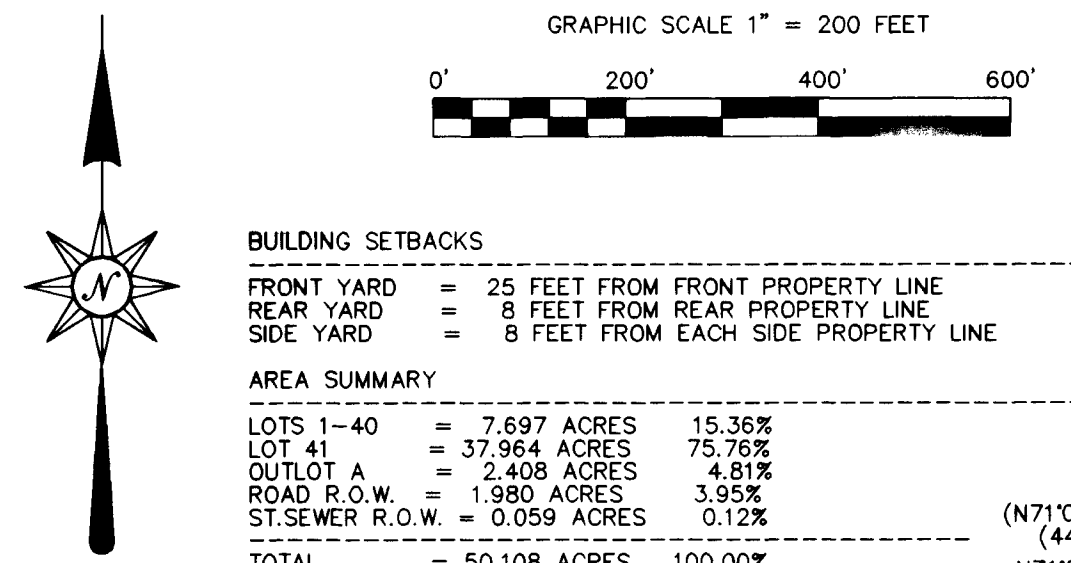 GRAPHIC SCALE 1" = 200 FEET
0' 200' 400' 600'
N
BUILDING SETBACKS
FRONT YARD = 25 FEET FROM FRONT PROPERTY LINE
REAR YARD = 8 FEET FROM REAR PROPERTY LINE
SIDE YARD = 8 FEET FROM EACH SIDE PROPERTY LINE
AREA SUMMARY
LOTS 1-40 = 7.697 ACRES 15.36%
LOT 41 = 37.964 ACRES 75.76%
OUTLOT A = 2.408 ACRES 4.81%
ROAD R.O.W. = 1.980 ACRES 3.95%
ST.SEWER R.O.W. = 0.059 ACRES 0.12%
(N71°0
(44
TOTAL = 50.108 ACRES 100.00%